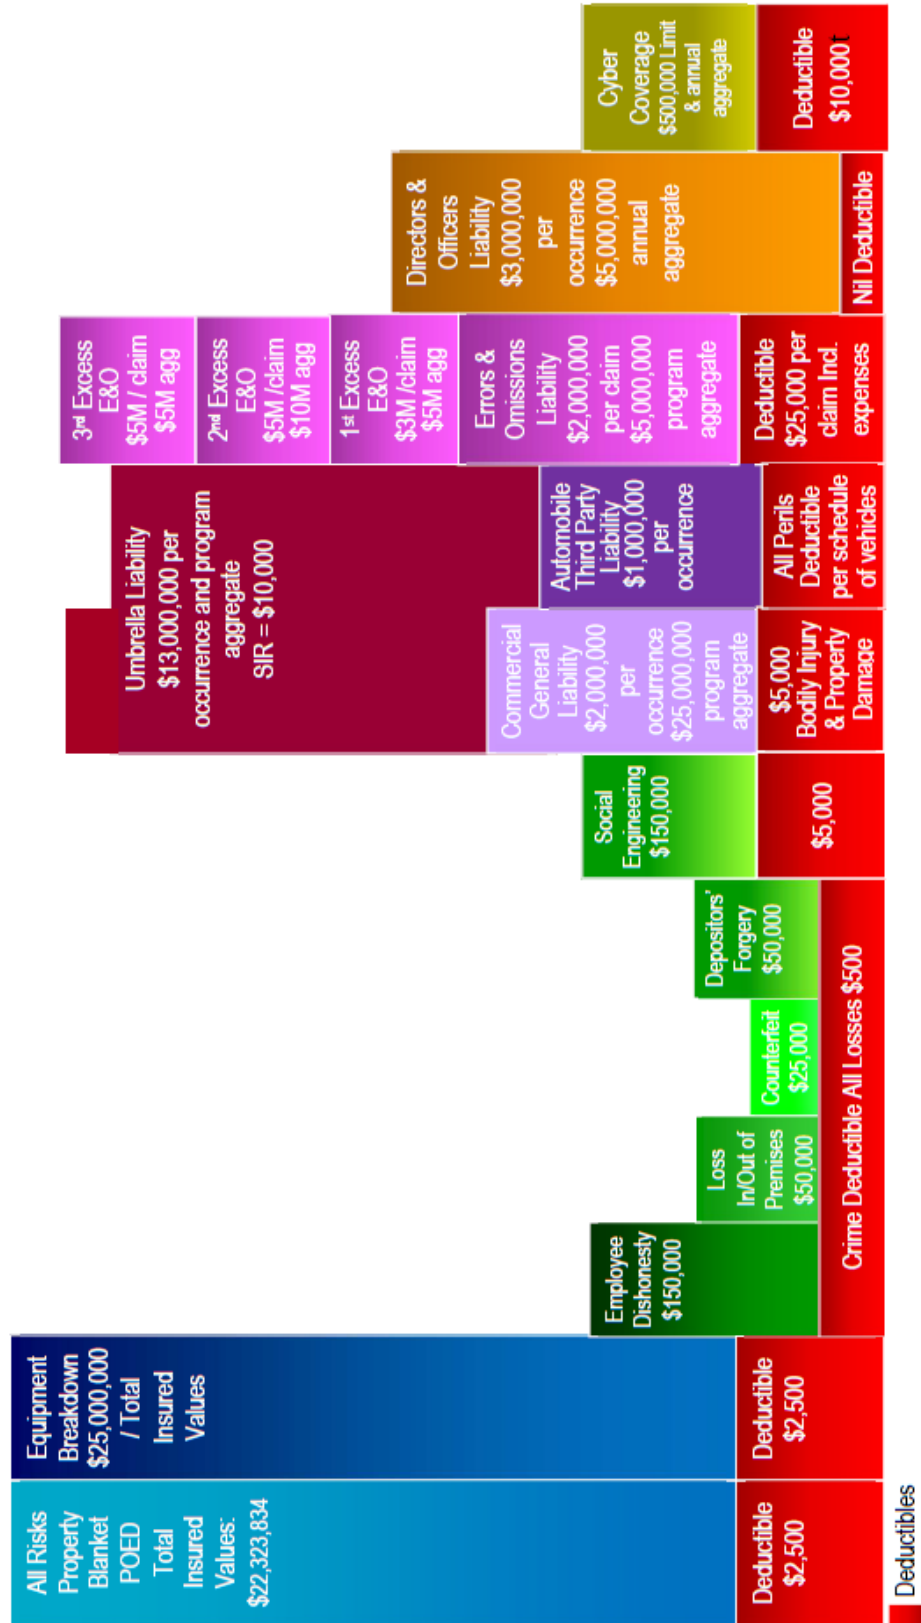 All Risks
Property
Blanket
POED
Total
Insured
Values:
$22,323,834
Deductible
$2,500
Equipment
Breakdown
$25,000,000
/ Total
Insured
Values
Deductible
$2,500
Employee
Dishonesty
$150,000
Loss
In/Out of
Premises
$50,000
Counterfeit
$25,000
Depositors'
Forgery
$50,000
Crime Deductible All Losses $500
Social
Engineering
$150,000
$5,000
Umbrella Liability
$13,000,000 per
occurrence and program
aggregate
SIR = $10,000
Commercial
General
Liability
$2,000,000
per
occurrence
$25,000,000
program
aggregate
$5,000
Bodily Injury
& Property
Damage
Automobile
Third Party
Liability
$1,000,000
per
occurrence
All Perils
Deductible
per schedule
of vehicles
3rd Excess
E&O
$5M / claim
$5M agg
2nd Excess
E&O
$5M /claim
$10M agg
1st Excess
E&O
$3M /claim
$5M agg
Errors &
Omissions
Liability
$2,000,000
per claim
$5,000,000
program
aggregate
Deductible
$25,000 per
claim Incl.
expenses
Directors &
Officers
Liability
$3,000,000
per
occurrence
$5,000,000
annual
aggregate
Nil Deductible
Cyber
Coverage
$500,000 Limit
& annual
aggregate
Deductible
$10,000t
Deductibles